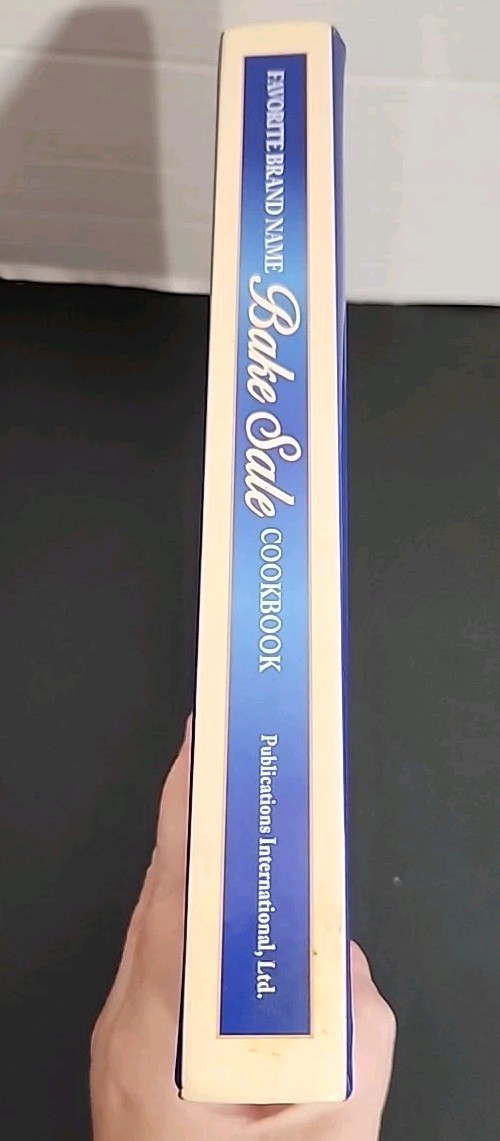 FAVORITE BRAND NAME Bake Sale COOKBOOK Publications International, Ltd.